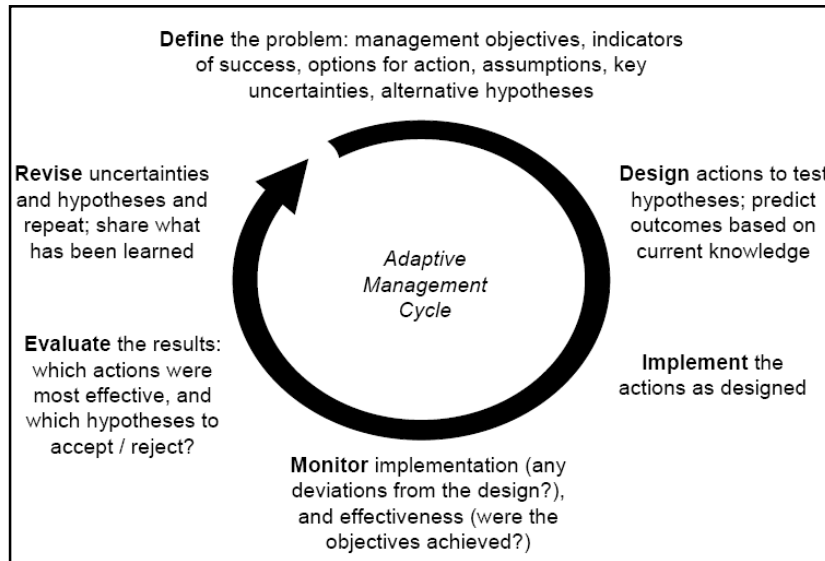 Define the problem: management objectives, indicators
of success, options for action, assumptions, key
uncertainties, alternative hypotheses
Design actions to test
hypotheses; predict
outcomes based on
current knowledge
Implement the
actions as designed
Monitor implementation (any
deviations from the design?),
and effectiveness (were the
objectives achieved?)
Evaluate the results:
which actions were
most effective, and
which hypotheses to
accept / reject?
Revise uncertainties
and hypotheses and
repeat; share what
has been learned
Adaptive
Management
Cycle